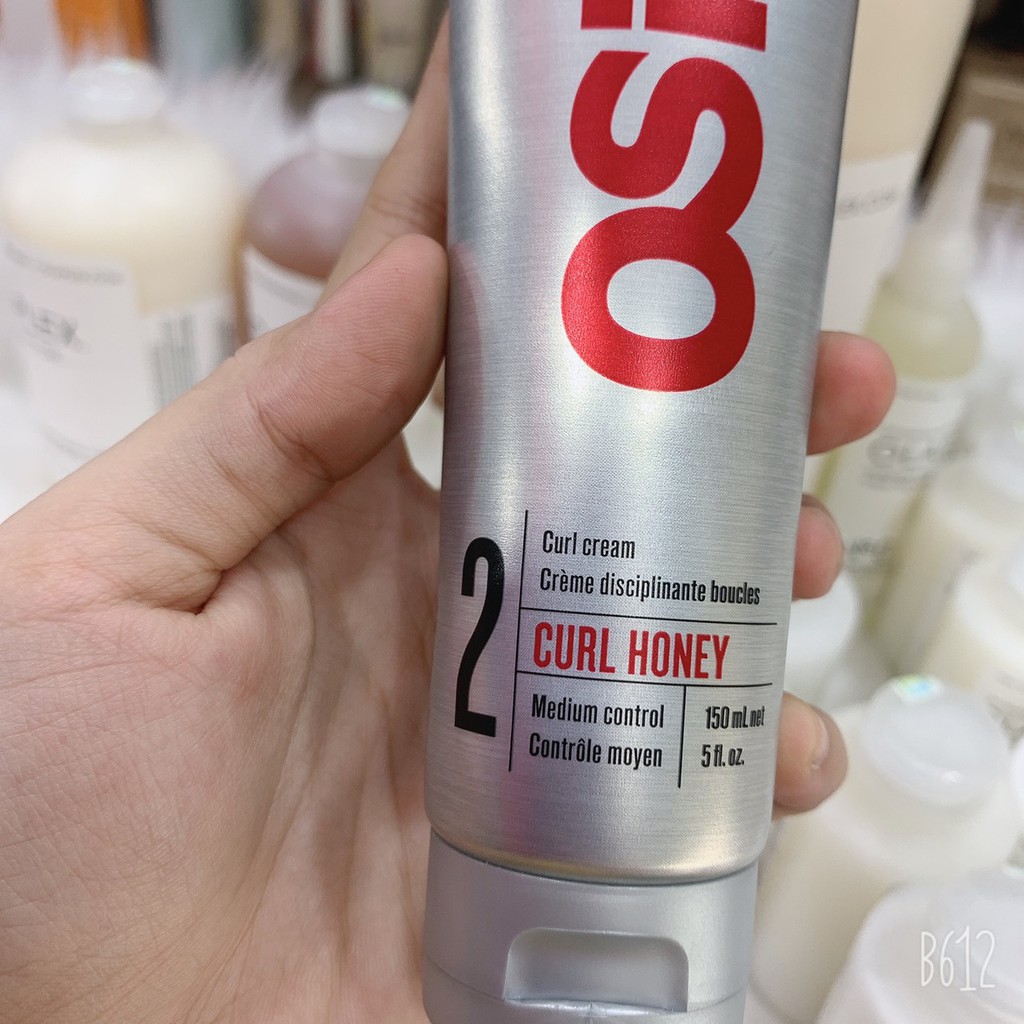 OSi
2
Curl cream
Crème disciplinante boucles
CURL HONEY
Medium control
Contrôle moyen
150 mL net
5 fl. oz.
B612